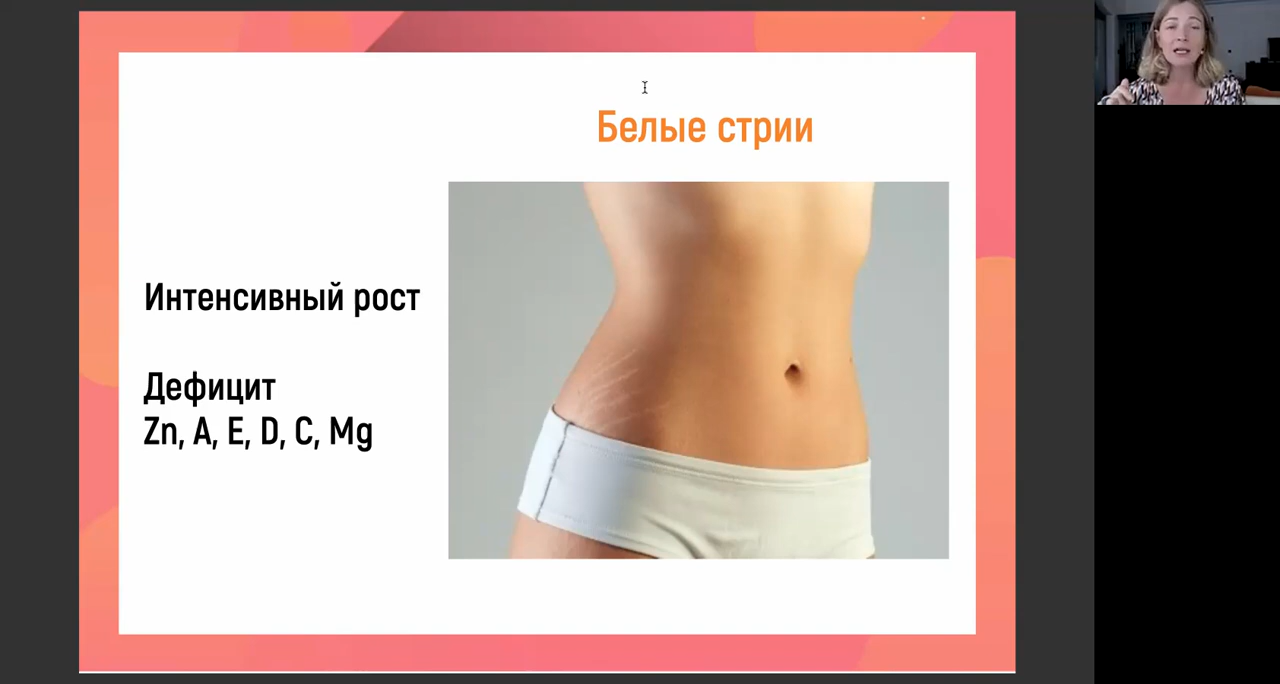 Белые стрии
Интенсивный рост
Дефицит
Zn, A, E, D, C, Mg